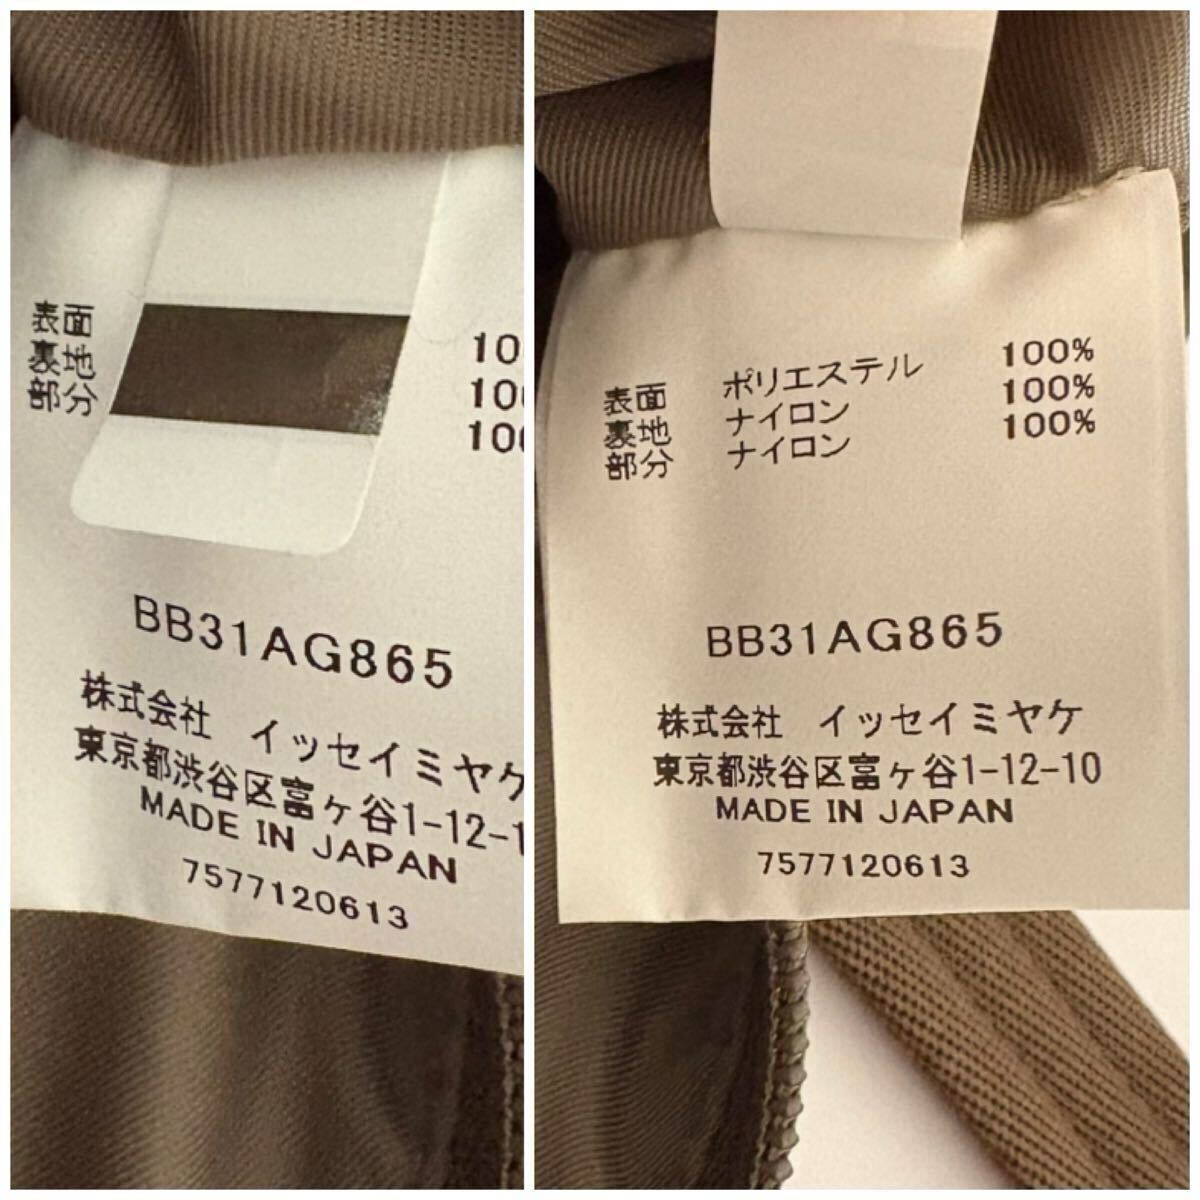 表面
裏地
部分
10
10
100
BB31AG865
株式会社 イッセイミヤケ
東京都渋谷区富ヶ谷1-12-1
MADE IN JAPAN
7577120613
表面 ポリエステル 100%
裏地 ナイロン 100%
部分 ナイロン 100%
BB31AG865
株式会社 イッセイミヤケ
東京都渋谷区富ヶ谷1-12-10
MADE IN JAPAN
7577120613